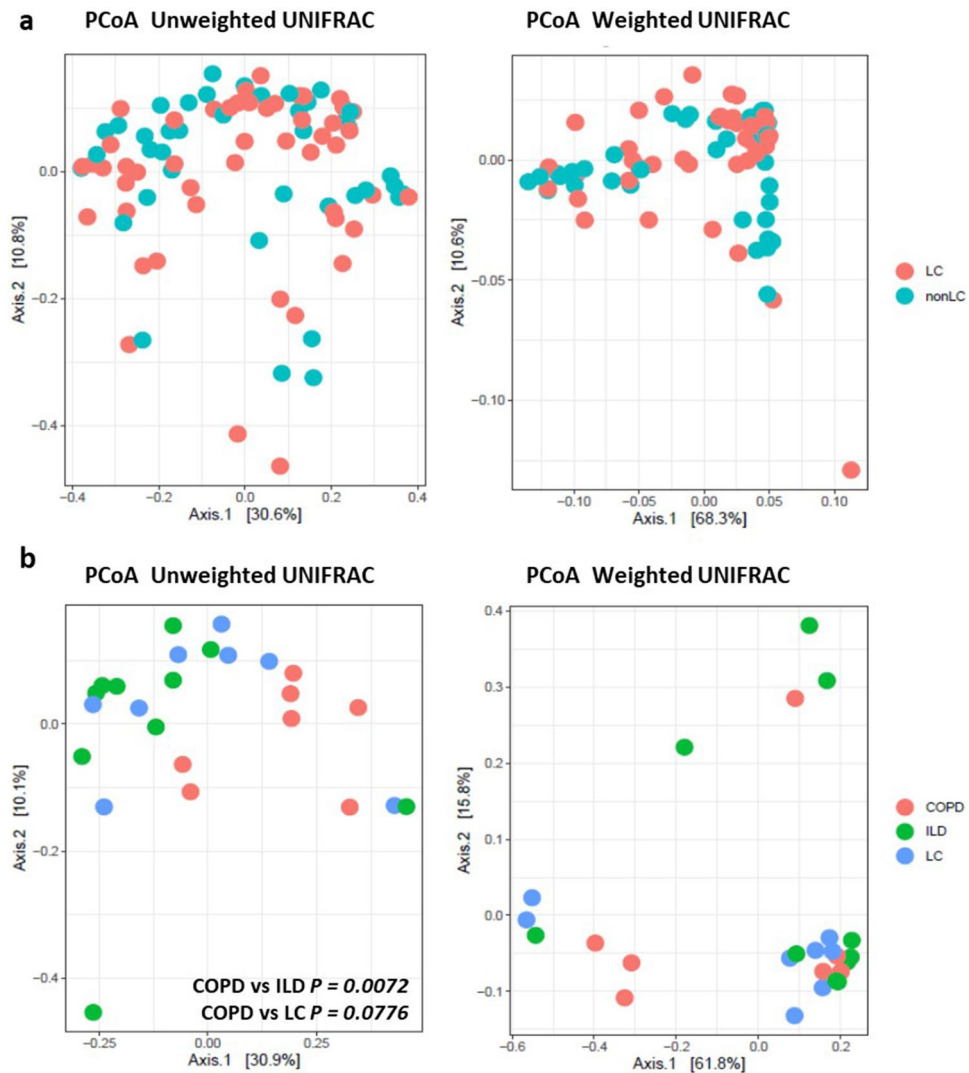 a
PCoA Unweighted UNIFRAC
PCoA Weighted UNIFRAC
0.0
−0.2
−0.4
Axis.2 [10.8%]
−0.4
−0.2
0.0
0.2
0.4
Axis.1 [30.6%]
0.00
−0.05
−0.10
Axis.2 [10.6%]
−0.10
−0.05
0.00
0.05
0.10
Axis.1 [68.3%]
LC
nonLC
b
PCoA Unweighted UNIFRAC
PCoA Weighted UNIFRAC
0.0
−0.2
−0.4
Axis.2 [10.1%]
COPD vs ILD P = 0.0072
COPD vs LC P = 0.0776
−0.25
0.00
0.25
Axis.1 [30.9%]
0.4
0.3
0.2
0.1
0.0
−0.1
Axis.2 [15.8%]
−0.6
−0.4
−0.2
0.0
0.2
Axis.1 [61.8%]
COPD
ILD
LC